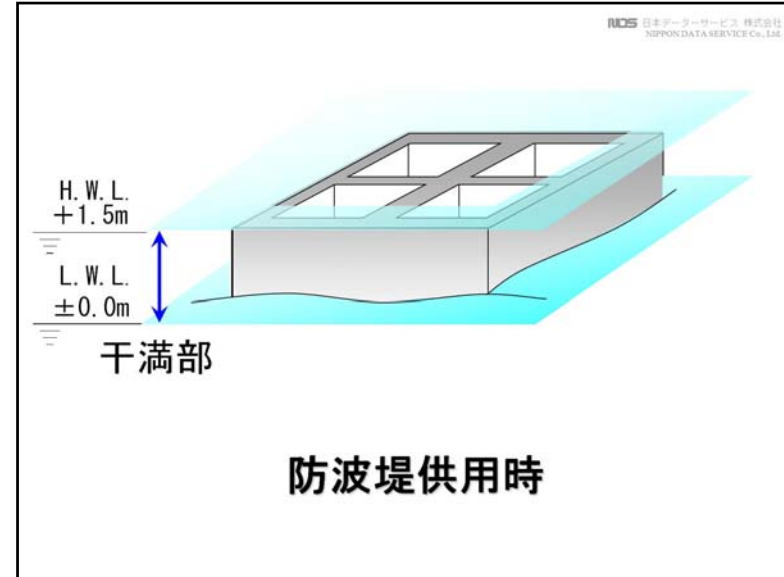 NDS 日本データーサービス 株式会社
NIPPON DATA SERVICE Co., Ltd.
H.W.L.
+1.5m
L.W.L.
±0.0m
干満部
防波堤供用時